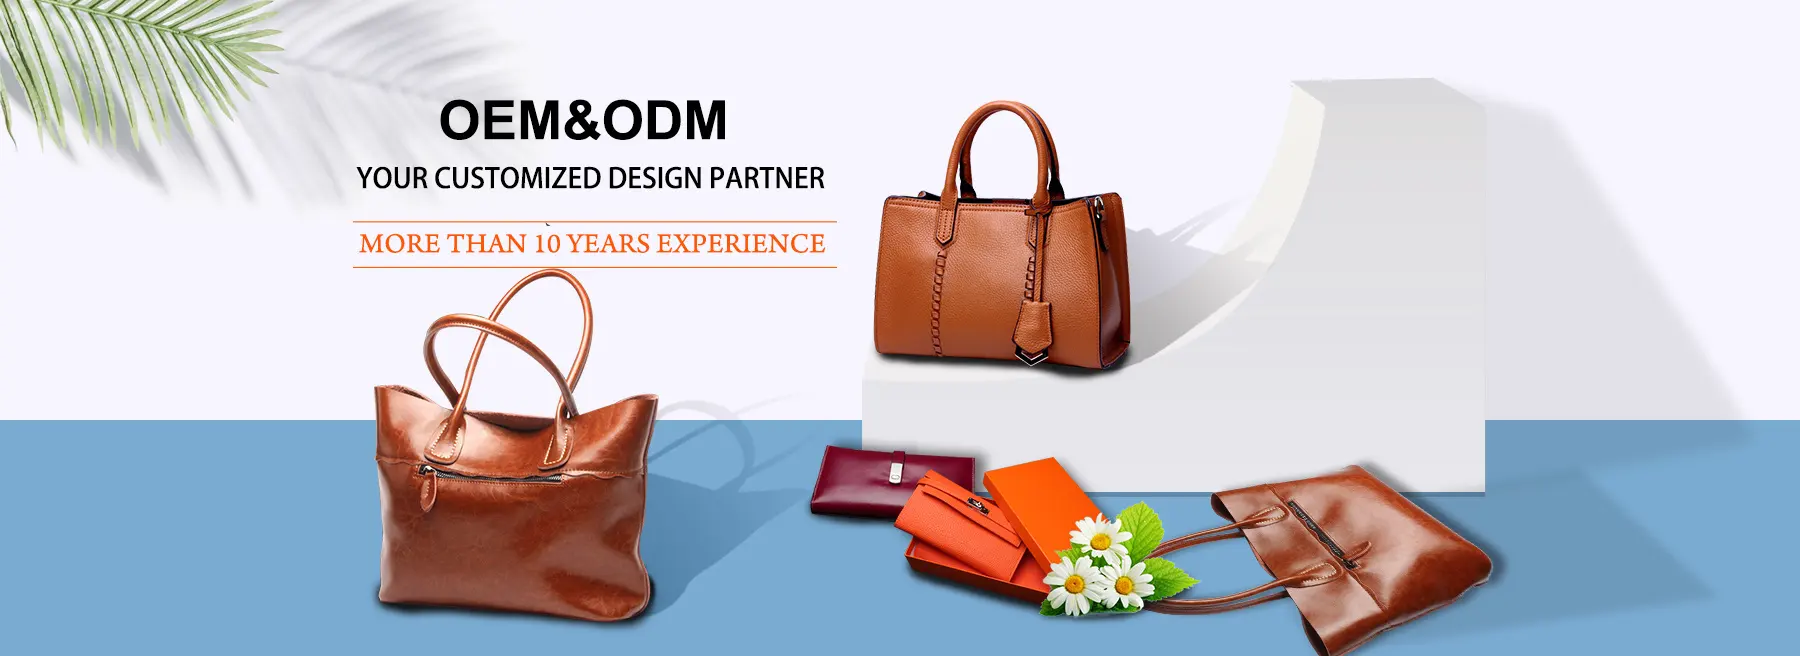 OEM&ODM
YOUR CUSTOMIZED DESIGN PARTNER
MORE THAN 10 YEARS EXPERIENCE